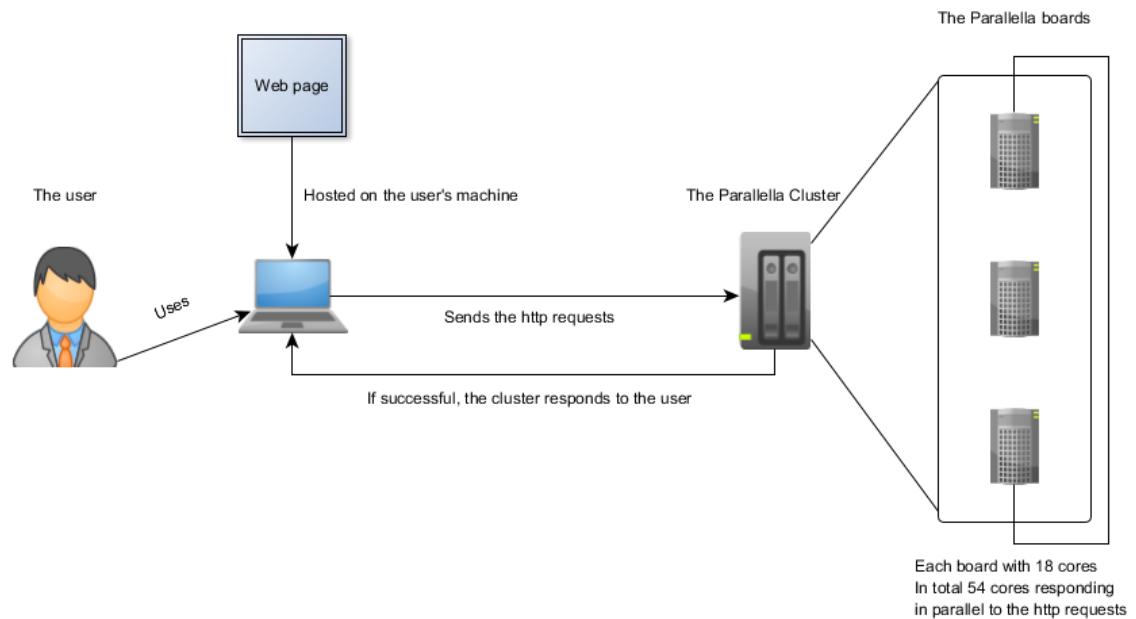 The Parallella boards
Web page
The user
Hosted on the user's machine
The Parallella Cluster
Uses
Sends the http requests
If successful, the cluster responds to the user
Each board with 18 cores
In total 54 cores responding
in parallel to the http requests